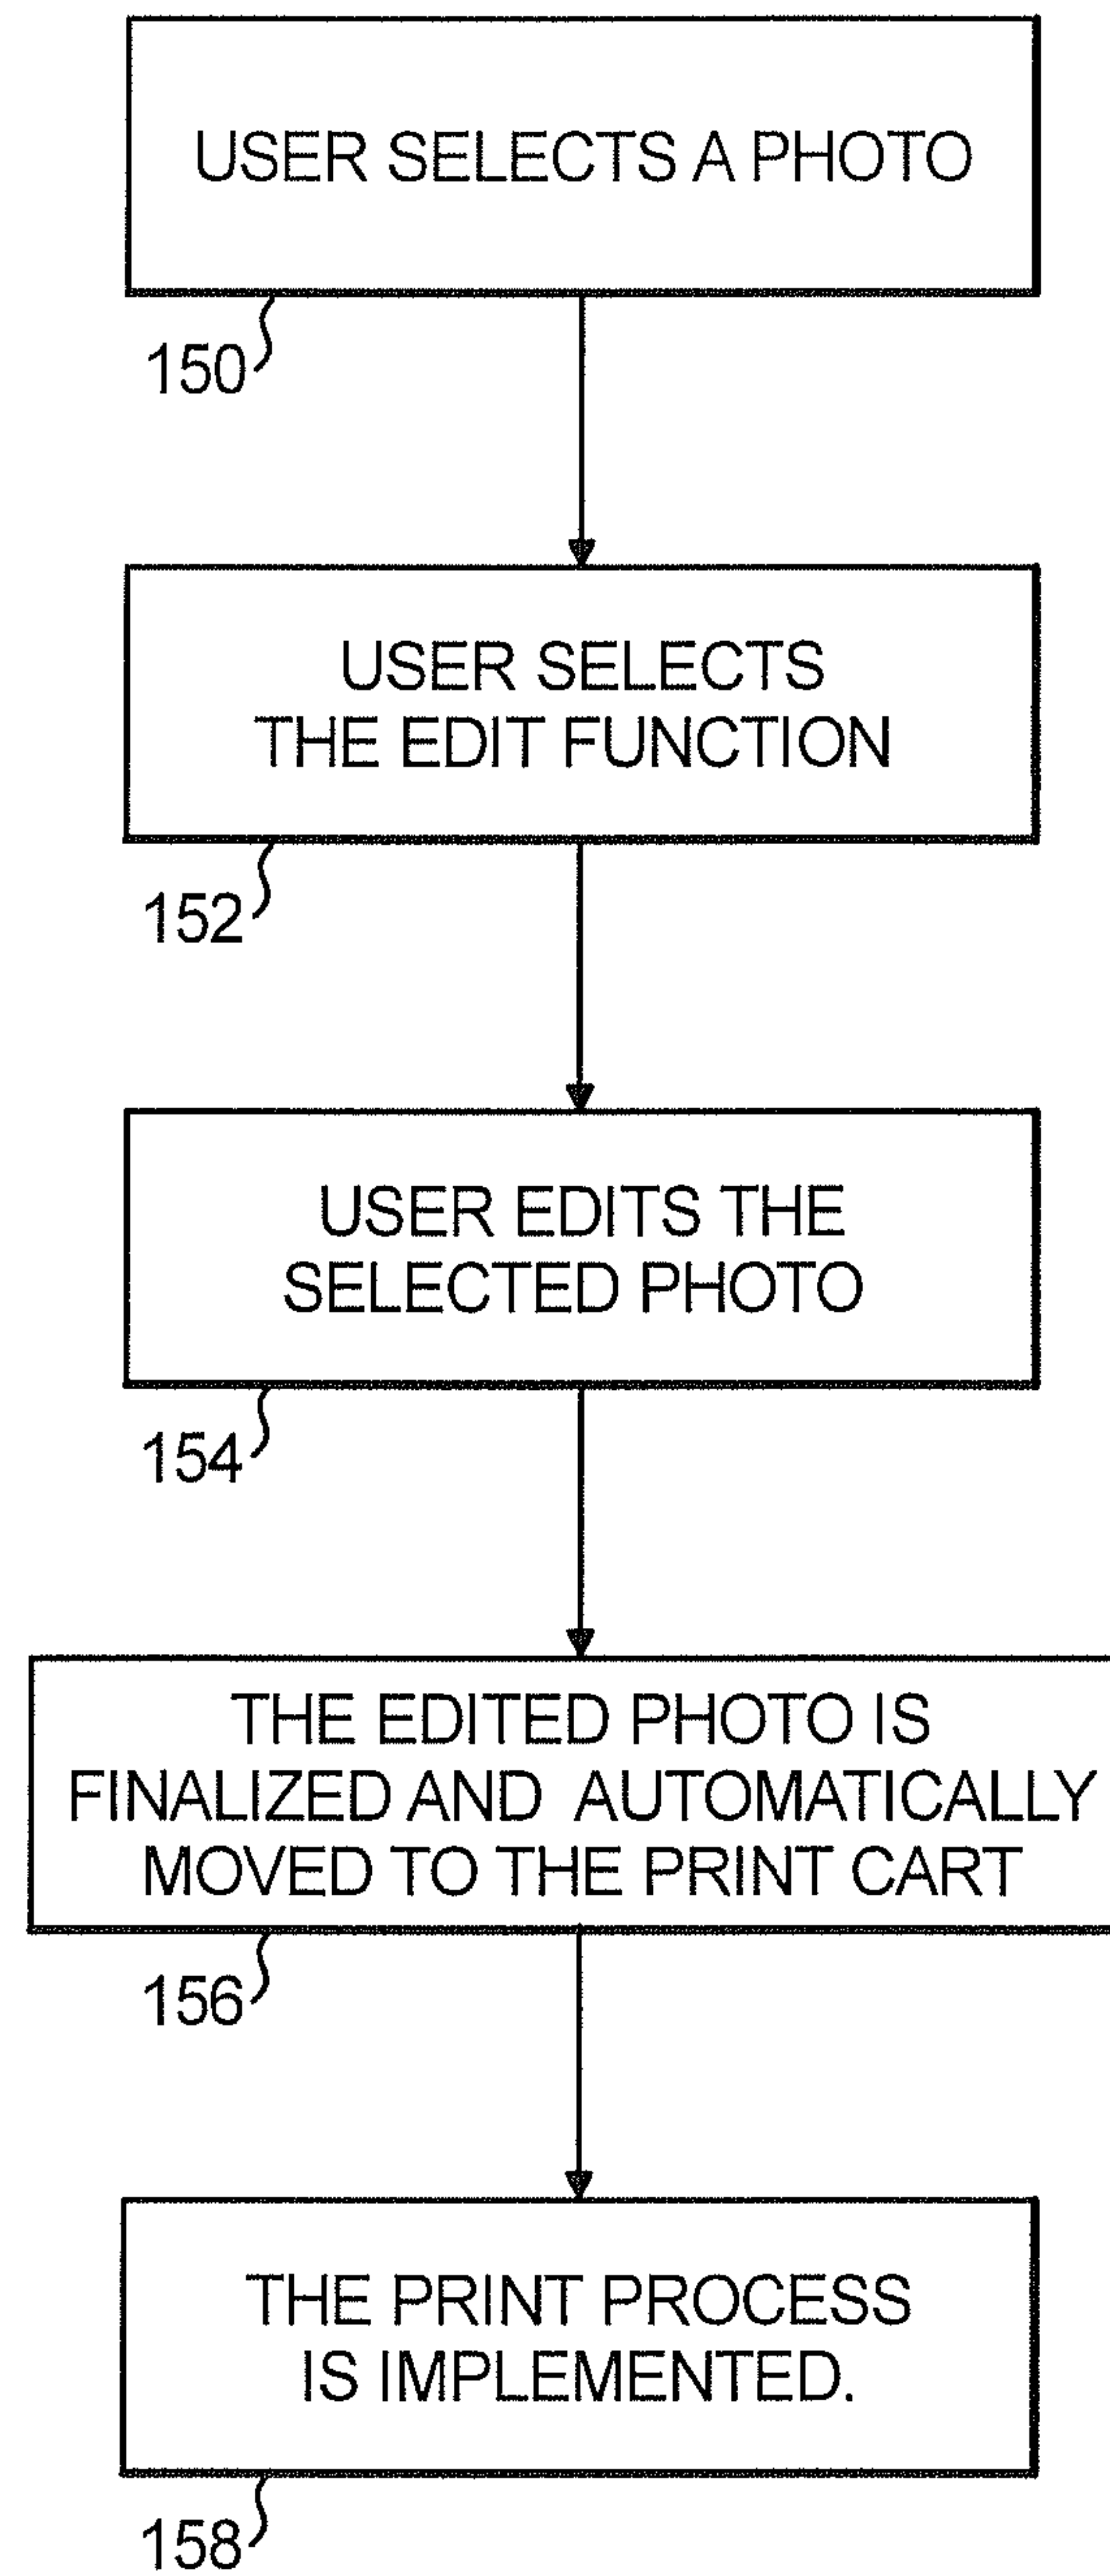 USER SELECTS A PHOTO
150
USER SELECTS
THE EDIT FUNCTION
152
USER EDITS THE
SELECTED PHOTO
154
THE EDITED PHOTO IS
FINALIZED AND AUTOMATICALLY
MOVED TO THE PRINT CART
156
THE PRINT PROCESS
IS IMPLEMENTED.
158